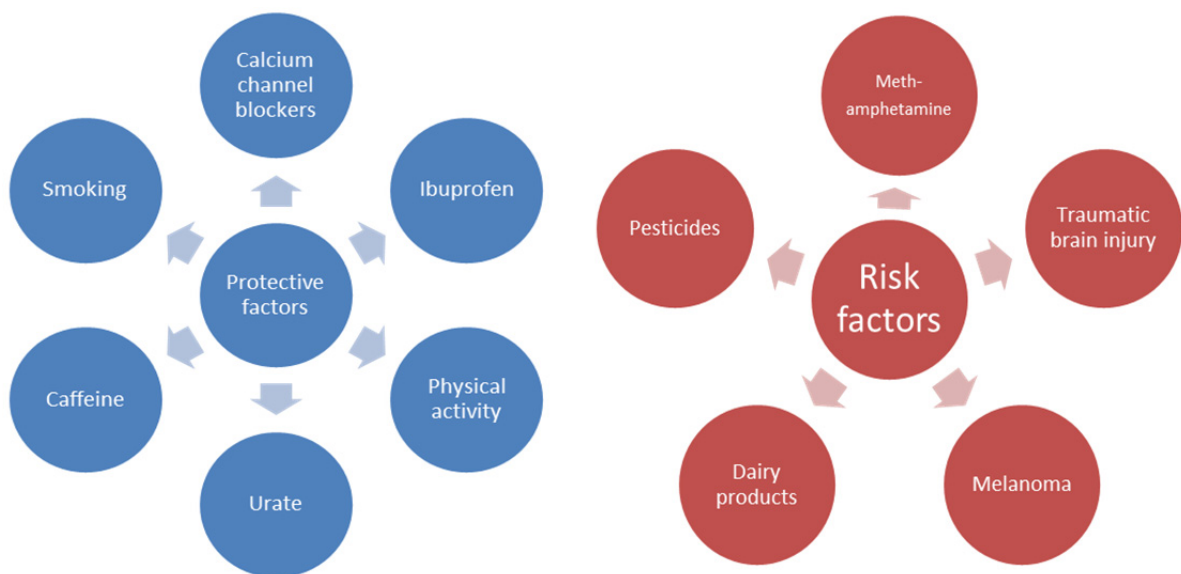 Calcium
channel
blockers
Smoking
Ibuprofen
Protective
factors
Caffeine
Physical
activity
Urate
Meth-
amphetamine
Pesticides
Traumatic
brain injury
Risk
factors
Dairy
products
Melanoma